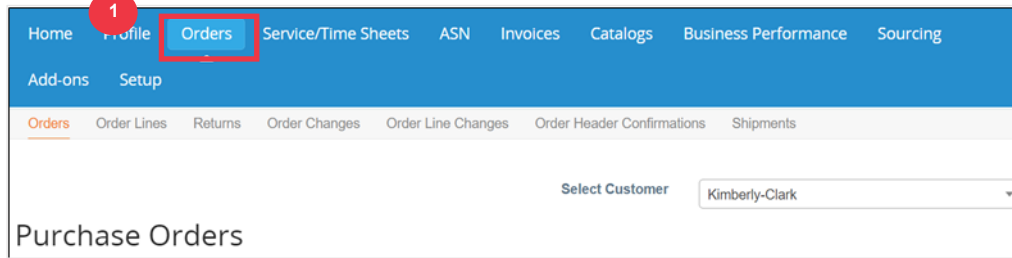 1
Home Profile Orders Service/Time Sheets ASN Invoices Catalogs Business Performance Sourcing
Add-ons Setup
Orders Order Lines Returns Order Changes Order Line Changes Order Header Confirmations Shipments
Select Customer Kimberly-Clark
Purchase Orders